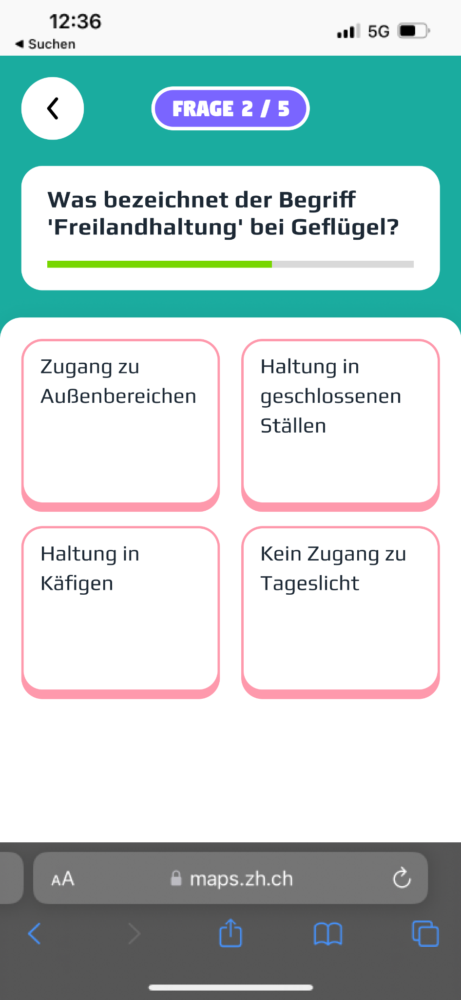 12:36
◀ Suchen
5G
FRAGE 2 / 5
Was bezeichnet der Begriff
'Freilandhaltung' bei Geflügel?
Zugang zu
Außenbereichen
Haltung in
geschlossenen
Ställen
Haltung in
Käfigen
Kein Zugang zu
Tageslicht
AA
maps.zh.ch